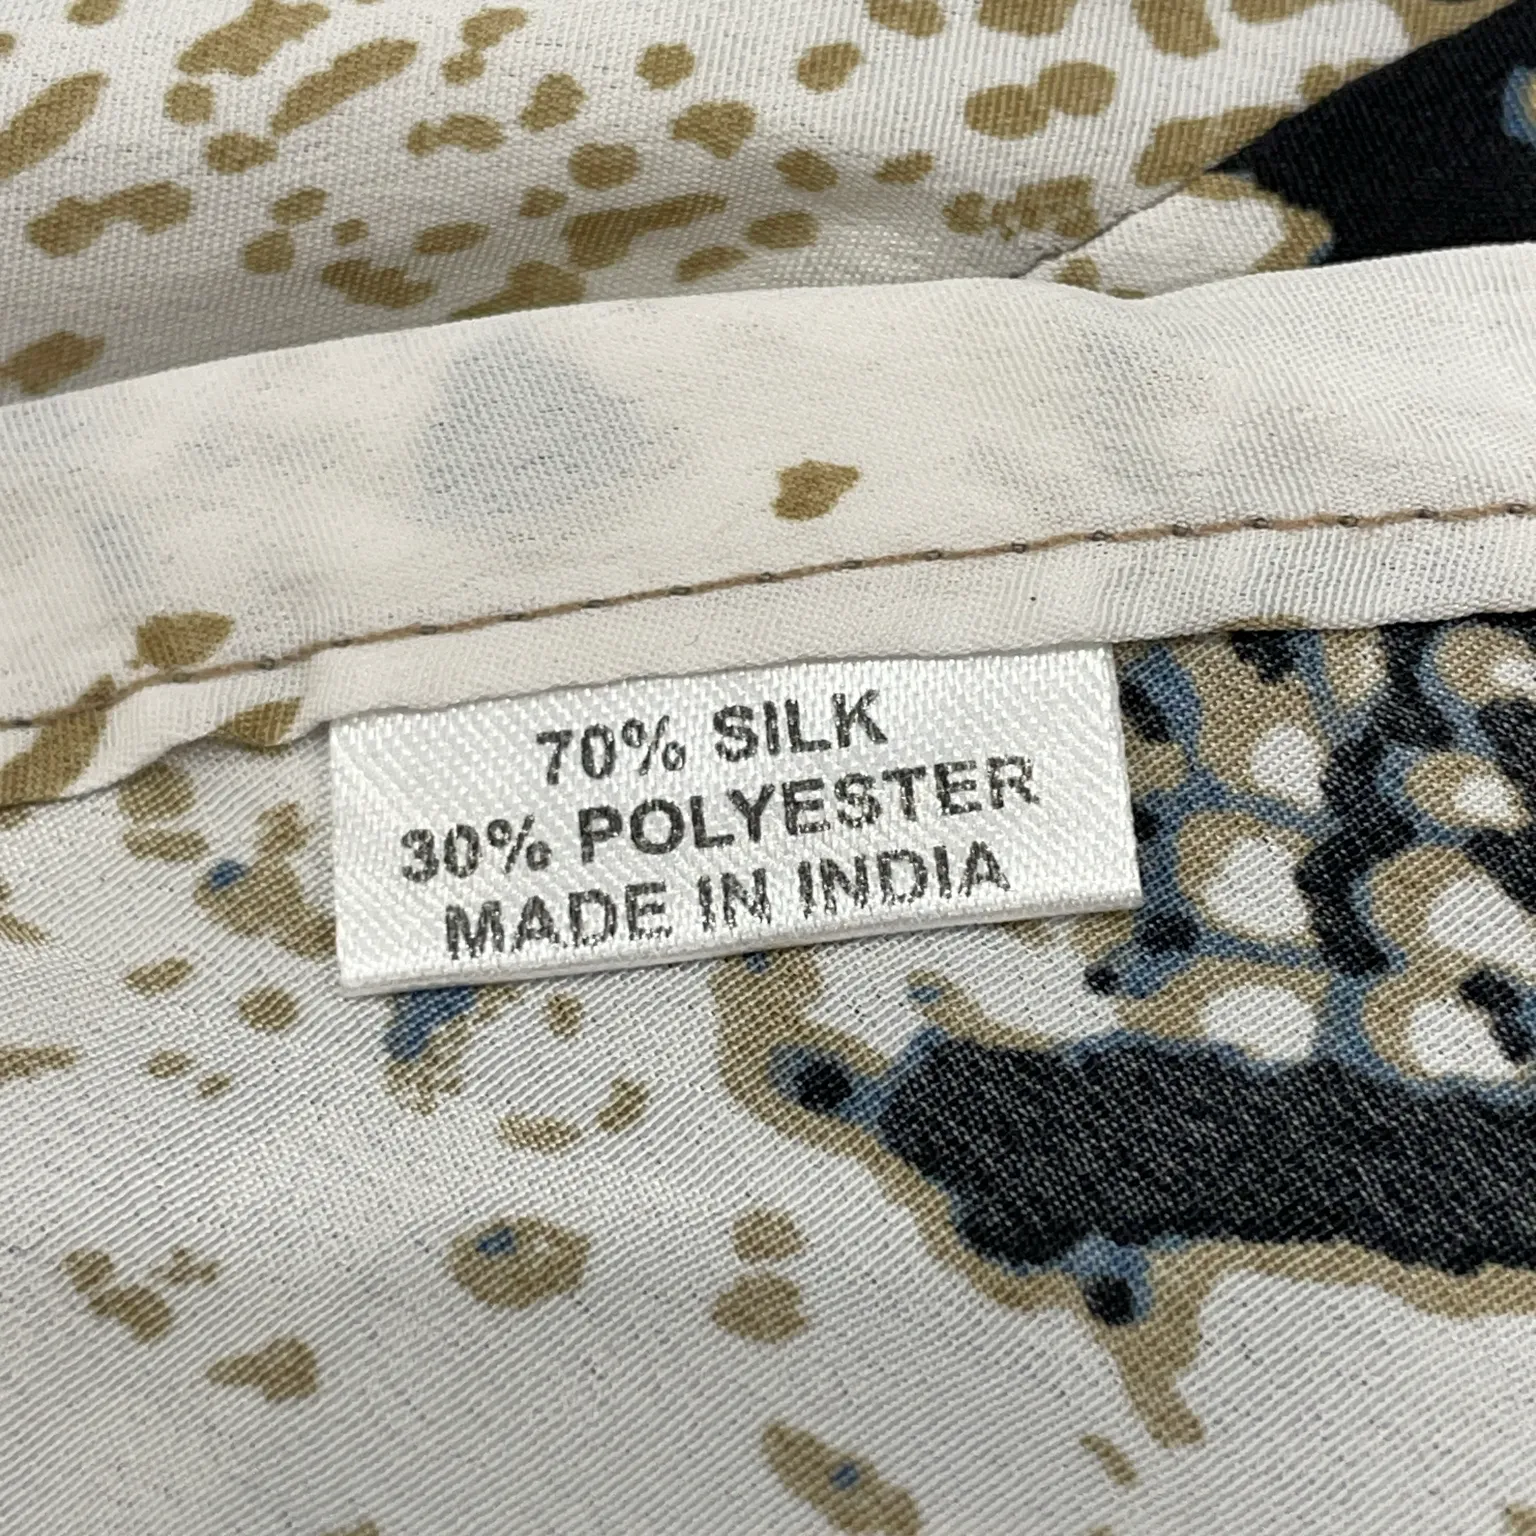 70% SILK
30% POLYESTER
MADE IN INDIA